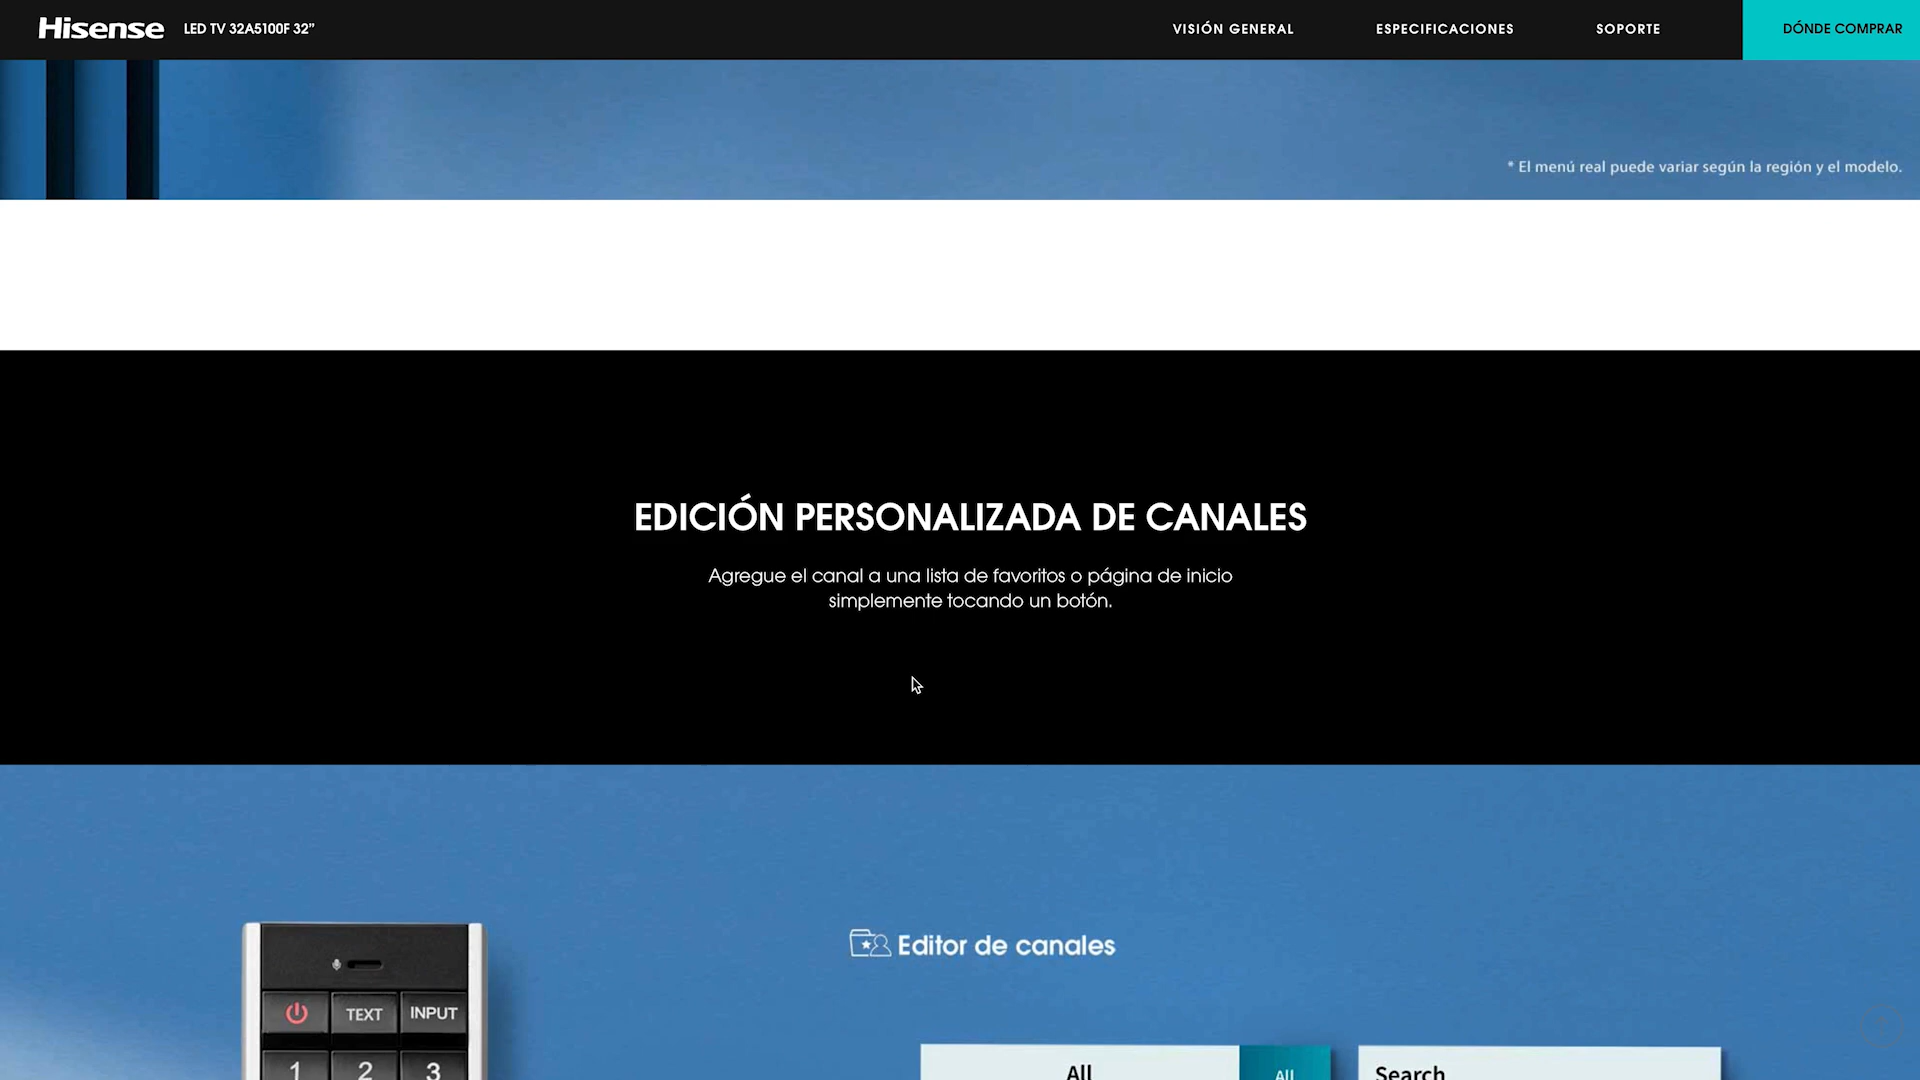 Hisense LED TV 32A5100F 32” VISIÓN GENERAL ESPECIFICACIONES SOPORTE DÓNDE COMPRAR
* El menú real puede variar según la región y el modelo.
EDICIÓN PERSONALIZADA DE CANALES
Agregue el canal a una lista de favoritos o página de inicio
simplemente tocando un botón.
Editor de canales
TEXT INPUT
1 2 3
All All Search